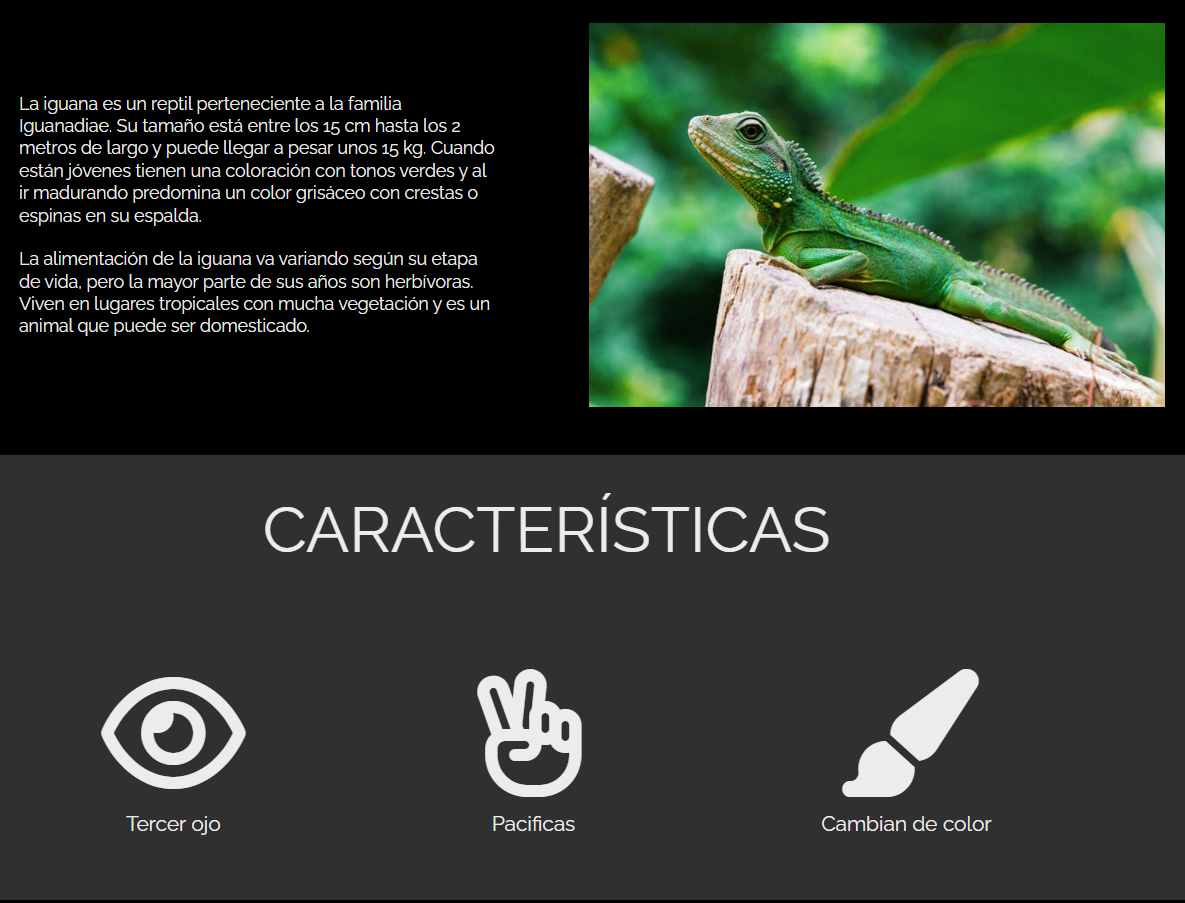 La iguana es un reptil perteneciente a la familia
Iguanadiae. Su tamaño está entre los 15 cm hasta los 2
metros de largo y puede llegar a pesar unos 15 kg. Cuando
están jóvenes tienen una coloración con tonos verdes y al
ir madurando predomina un color grisáceo con crestas o
espinas en su espalda.
La alimentación de la iguana va variando según su etapa
de vida, pero la mayor parte de sus años son herbívoras.
Viven en lugares tropicales con mucha vegetación y es un
animal que puede ser domesticado.
CARACTERÍSTICAS
Tercer ojo
Pacificas
Cambian de color